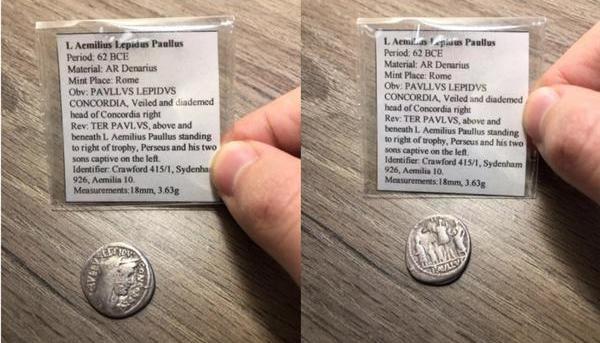 L Aemilius Lepidus Paullus
Period: 62 BCE
Material: AR Denarius
Mint Place: Rome
Obv: PAVLLVS LEPIDVS
CONCORDIA, Veiled and diademed
head of Concordia right
Rev: TER PAVLVS, above and
beneath L Aemilius Paullus standing
to right of trophy, Perseus and his two
sons captive on the left.
Identifier: Crawford 415/1, Sydenha
926, Aemilia 10.
Measurements:18mm, 3.63g
L Aemilius Lepidus Paullus
Period: 62 BCE
Material: AR Denarius
Mint Place: Rome
Obv: PAVLLVS LEPIDVS
CONCORDIA, Veiled and diademed
head of Concordia right
Rev: TER PAVLVS, above and
beneath L Aemilius Paullus standing
to right of trophy, Perseus and his two
sons captive on the left.
Identifier: Crawford 415/1, Sydenham
926, Aemilia 10.
Measurements:18mm, 3.63g